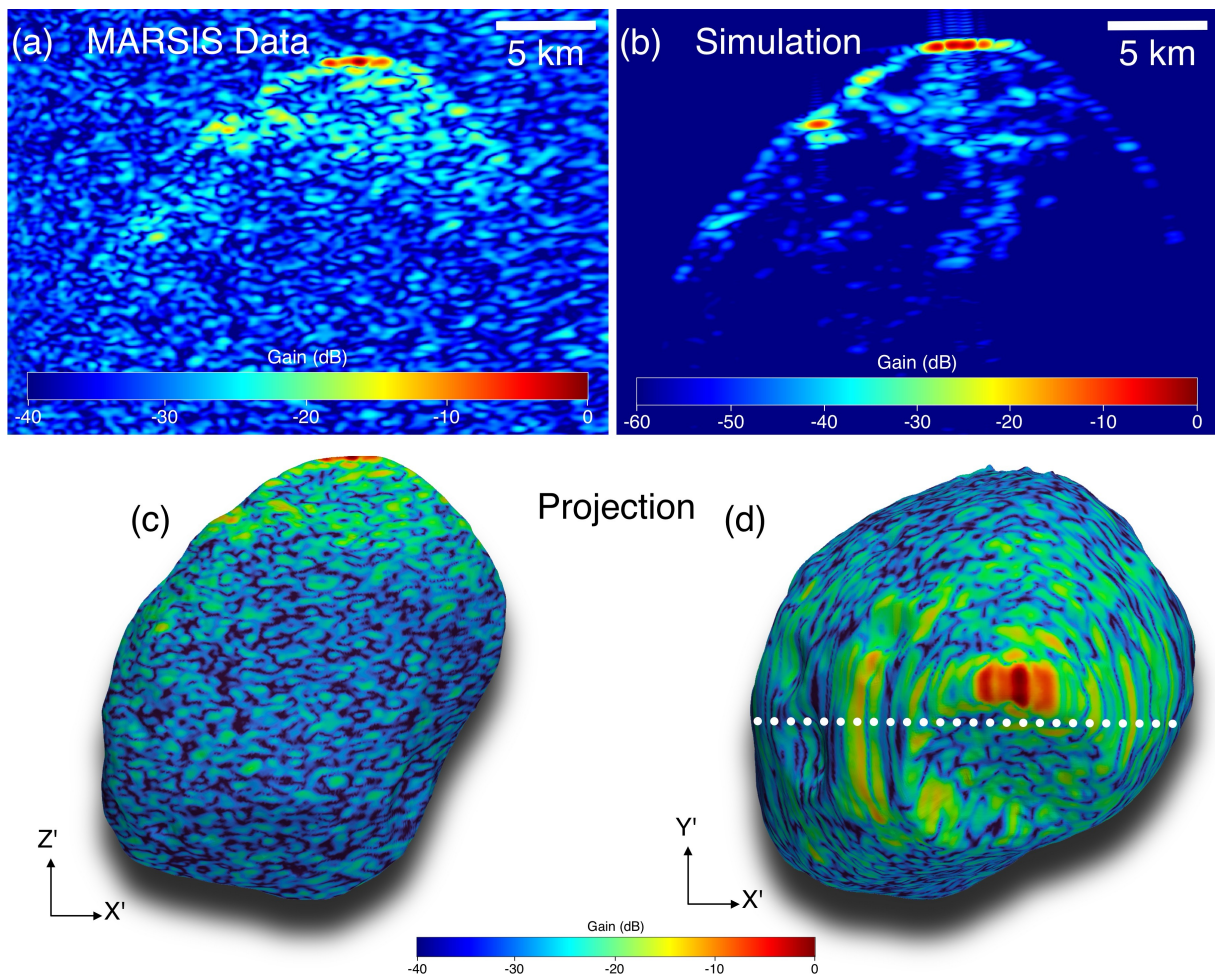 (a) MARSIS Data
5 km
Gain (dB)
-40 -30 -20 -10 0
(b) Simulation
5 km
Gain (dB)
-60 -50 -40 -30 -20 -10 0
(c) Projection (d)
Z'
X'
Y'
X'
Gain (dB)
-40 -30 -20 -10 0